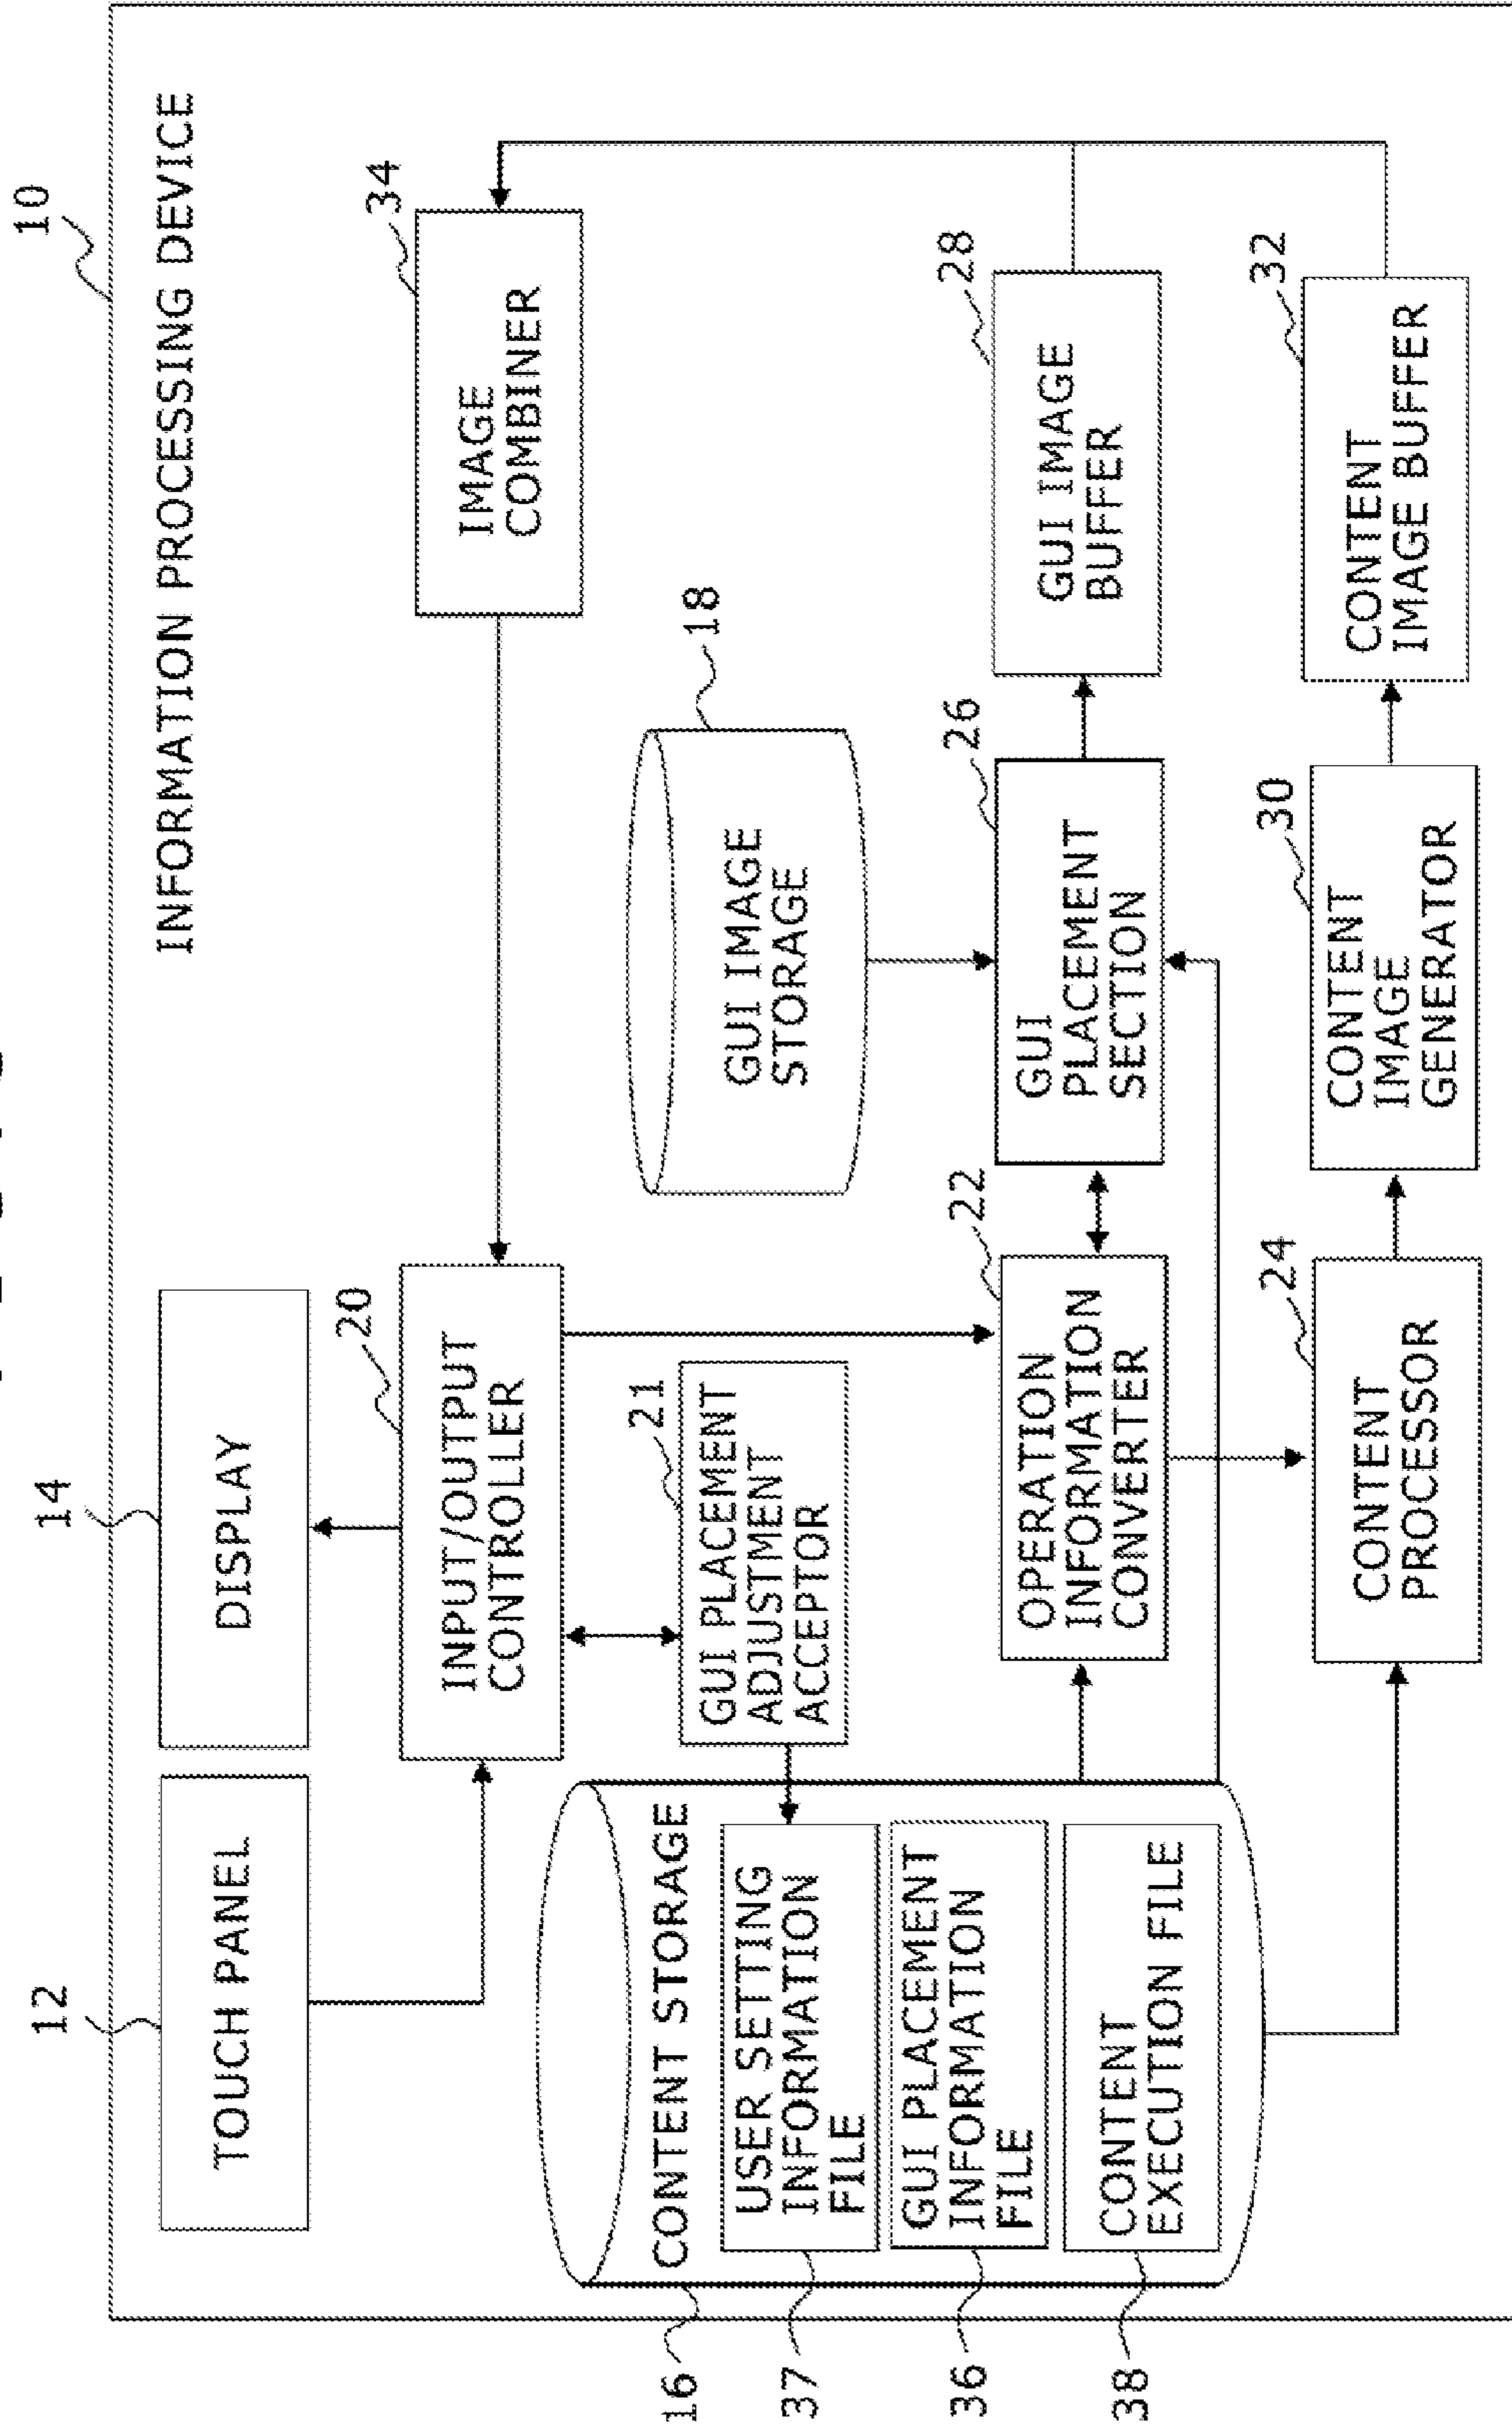 10
INFORMATION PROCESSING DEVICE
12
TOUCH PANEL
14
DISPLAY
20
INPUT/OUTPUT
CONTROLLER
34
IMAGE
COMBINER
16
CONTENT STORAGE
37
USER SETTING
INFORMATION
FILE
36
GUI PLACEMENT
INFORMATION
FILE
38
CONTENT
EXECUTION FILE
21
GUI PLACEMENT
ADJUSTMENT
ACCEPTOR
18
GUI IMAGE
STORAGE
22
OPERATION
INFORMATION
CONVERTER
26
GUI
PLACEMENT
SECTION
28
GUI IMAGE
BUFFER
24
CONTENT
PROCESSOR
30
CONTENT
IMAGE
GENERATOR
32
CONTENT
IMAGE BUFFER